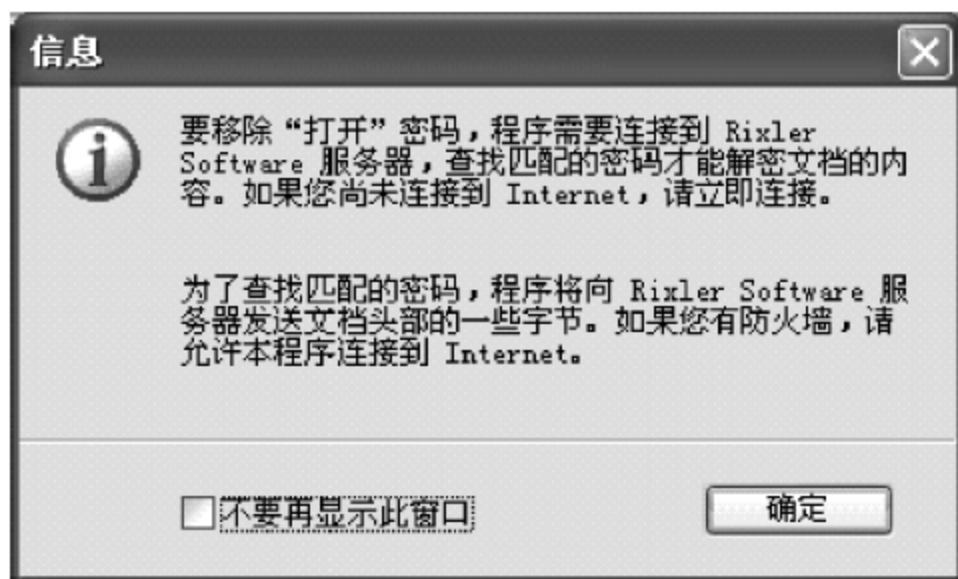 信息
要移除“打开”密码，程序需要连接到 Rixler
Software 服务器，查找匹配的密码才能解密文档的内
容。如果您尚未连接到 Internet，请立即连接。
为了查找匹配的密码，程序将向 Rixler Software 服
务器发送文档头部的一些字节。如果您有防火墙，请
允许本程序连接到 Internet。
不要再显示此窗口
确定